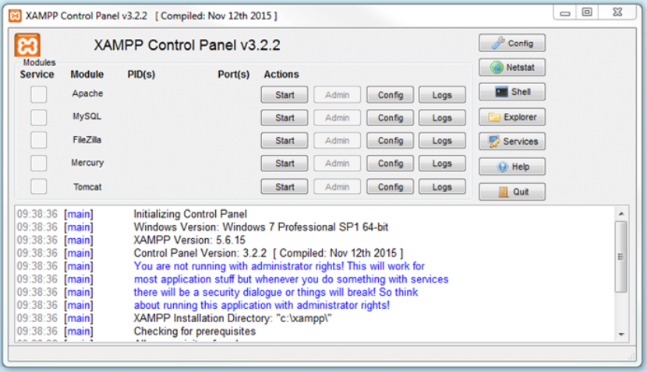 XAMPP Control Panel v3.2.2 [ Compiled: Nov 12th 2015 ]
XAMPP Control Panel v3.2.2
Config
Modules
Service Module PID(s) Port(s) Actions
Netstat
Apache Start Admin Config Logs
Shell
MySQL Start Admin Config Logs
Explorer
FileZilla Start Admin Config Logs
Services
Mercury Start Admin Config Logs
Help
Tomcat Start Admin Config Logs
Quit
09:38:36 [main] Initializing Control Panel
09:38:36 [main] Windows Version: Windows 7 Professional SP1 64-bit
09:38:36 [main] XAMPP Version: 5.6.15
09:38:36 [main] Control Panel Version: 3.2.2 [ Compiled: Nov 12th 2015 ]
09:38:36 [main] You are not running with administrator rights! This will work for
09:38:36 [main] most application stuff but whenever you do something with services
09:38:36 [main] there will be a security dialogue or things will break! So think
09:38:36 [main] about running this application with administrator rights!
09:38:36 [main] XAMPP Installation Directory: "c:\xampp\"
09:38:36 [main] Checking for prerequisites